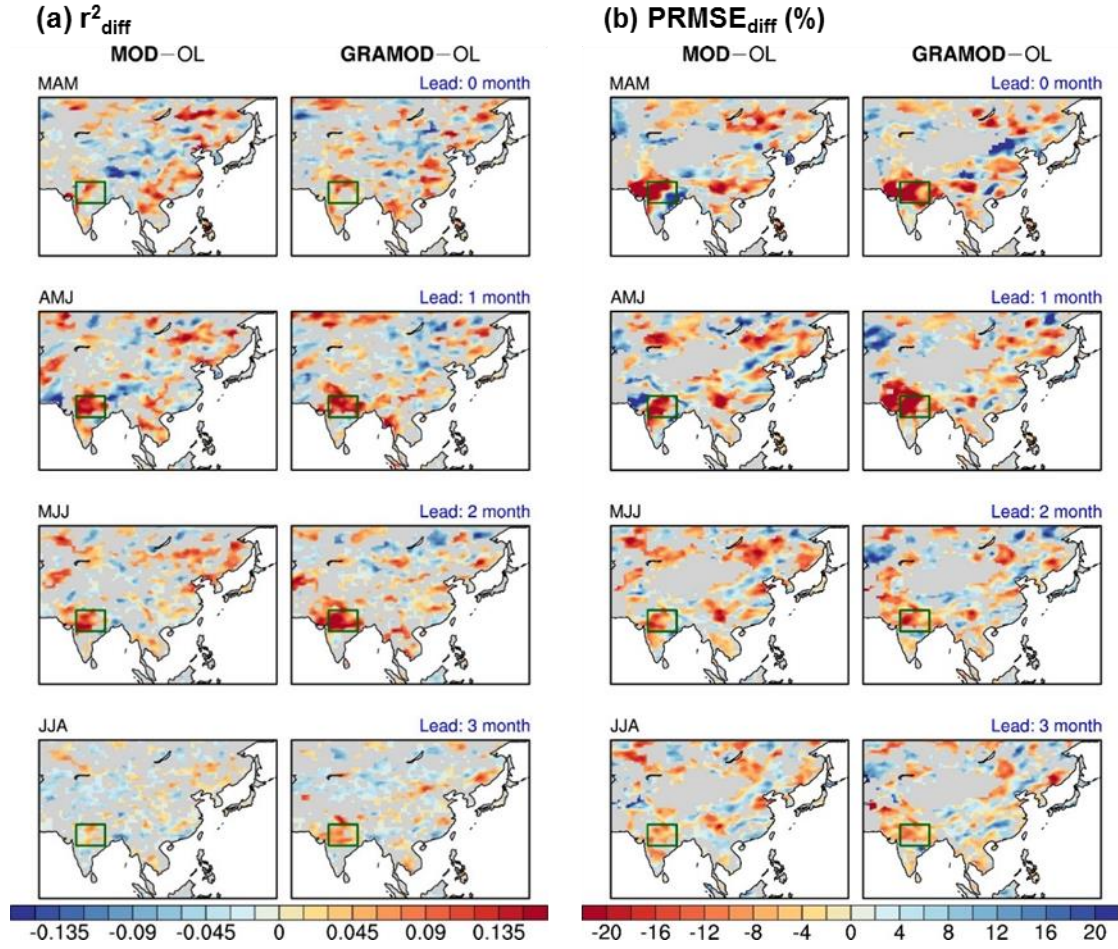 (a) r²diff
(b) PRMSEdiff (%)
MOD−OL
GRAMOD−OL
MOD−OL
GRAMOD−OL
MAM
Lead: 0 month
MAM
Lead: 0 month
AMJ
Lead: 1 month
AMJ
Lead: 1 month
MJJ
Lead: 2 month
MJJ
Lead: 2 month
JJA
Lead: 3 month
JJA
Lead: 3 month
-0.135 -0.09 -0.045 0 0.045 0.09 0.135
-20 -16 -12 -8 -4 0 4 8 12 16 20